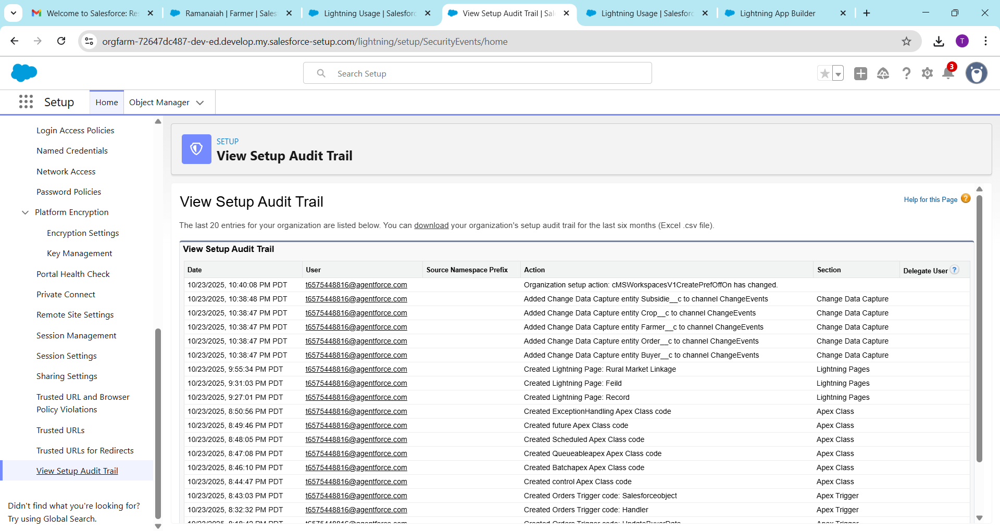 Welcome to Salesforce: Re
Ramanaiah | Farmer | Sales
Lightning Usage | Salesforc
View Setup Audit Trail | Sal
Lightning Usage | Salesforc
Lightning App Builder
orgfarm-72647dc487-dev-ed.develop.my.salesforce-setup.com/lightning/setup/SecurityEvents/home
T
Search Setup
3
Setup
Home
Object Manager
Login Access Policies
Named Credentials
Network Access
Password Policies
Platform Encryption
Encryption Settings
Key Management
Portal Health Check
Private Connect
Remote Site Settings
Session Management
Session Settings
Sharing Settings
Trusted URL and Browser
Policy Violations
Trusted URLs
Trusted URLs for Redirects
View Setup Audit Trail
Didn't find what you're looking for?
Try using Global Search.
SETUP
View Setup Audit Trail
View Setup Audit Trail
Help for this Page ?
The last 20 entries for your organization are listed below. You can download your organization's setup audit trail for the last six months (Excel .csv file).
View Setup Audit Trail
Date User Source Namespace Prefix Action Section Delegate User ?
10/23/2025, 10:40:08 PM PDT t6575448816@agentforce.com Organization setup action: cMSWorkspacesV1CreatePrefOffOn has changed.
10/23/2025, 10:38:48 PM PDT t6575448816@agentforce.com Added Change Data Capture entity Subsidie__c to channel ChangeEvents Change Data Capture
10/23/2025, 10:38:47 PM PDT t6575448816@agentforce.com Added Change Data Capture entity Crop__c to channel ChangeEvents Change Data Capture
10/23/2025, 10:38:47 PM PDT t6575448816@agentforce.com Added Change Data Capture entity Farmer__c to channel ChangeEvents Change Data Capture
10/23/2025, 10:38:47 PM PDT t6575448816@agentforce.com Added Change Data Capture entity Order__c to channel ChangeEvents Change Data Capture
10/23/2025, 10:38:47 PM PDT t6575448816@agentforce.com Added Change Data Capture entity Buyer__c to channel ChangeEvents Change Data Capture
10/23/2025, 9:55:34 PM PDT t6575448816@agentforce.com Created Lightning Page: Rural Market Linkage Lightning Pages
10/23/2025, 9:31:03 PM PDT t6575448816@agentforce.com Created Lightning Page: Feild Lightning Pages
10/23/2025, 9:27:01 PM PDT t6575448816@agentforce.com Created Lightning Page: Record Lightning Pages
10/23/2025, 8:50:56 PM PDT t6575448816@agentforce.com Created ExceptionHandling Apex Class code Apex Class
10/23/2025, 8:49:46 PM PDT t6575448816@agentforce.com Created future Apex Class code Apex Class
10/23/2025, 8:48:05 PM PDT t6575448816@agentforce.com Created Scheduled Apex Class code Apex Class
10/23/2025, 8:47:08 PM PDT t6575448816@agentforce.com Created Queueableapex Apex Class code Apex Class
10/23/2025, 8:46:10 PM PDT t6575448816@agentforce.com Created Batchapex Apex Class code Apex Class
10/23/2025, 8:44:47 PM PDT t6575448816@agentforce.com Created control Apex Class code Apex Class
10/23/2025, 8:43:03 PM PDT t6575448816@agentforce.com Created Orders Trigger code: Salesforceobject Apex Trigger
10/23/2025, 8:32:32 PM PDT t6575448816@agentforce.com Created Orders Trigger code: Handler Apex Trigger